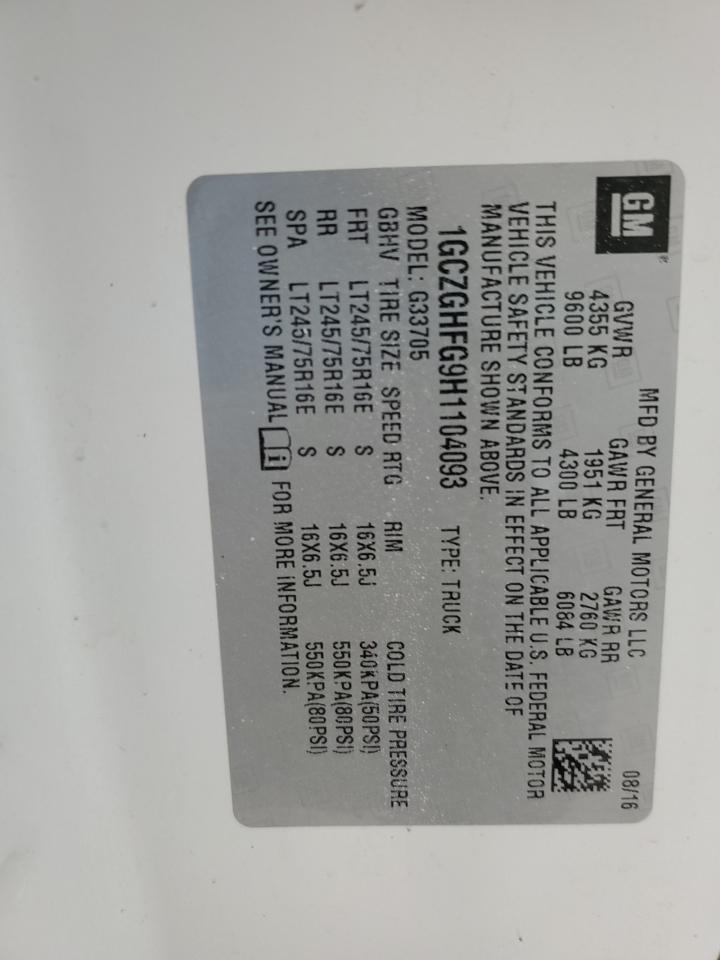 GM
MFD BY GENERAL MOTORS LLC 08/16
GVWR GAWR FRT GAWR RR
4355 KG 1951 KG 2760 KG
9600 LB 4300 LB 6084 LB
THIS VEHICLE CONFORMS TO ALL APPLICABLE U.S. FEDERAL MOTOR
VEHICLE SAFETY STANDARDS IN EFFECT ON THE DATE OF
MANUFACTURE SHOWN ABOVE.
1GCZGHFG9H1104093 TYPE: TRUCK
MODEL: G33705
GBHV TIRE SIZE SPEED RTG RIM COLD TIRE PRESSURE
FRT LT245/75R16E S 16X6.5J 340KPA(50PSI)
RR LT245/75R16E S 16X6.5J 550KPA(80PSI)
SPA LT245/75R16E S 16X6.5J 550KPA(80PSI)
SEE OWNER'S MANUAL FOR MORE INFORMATION.